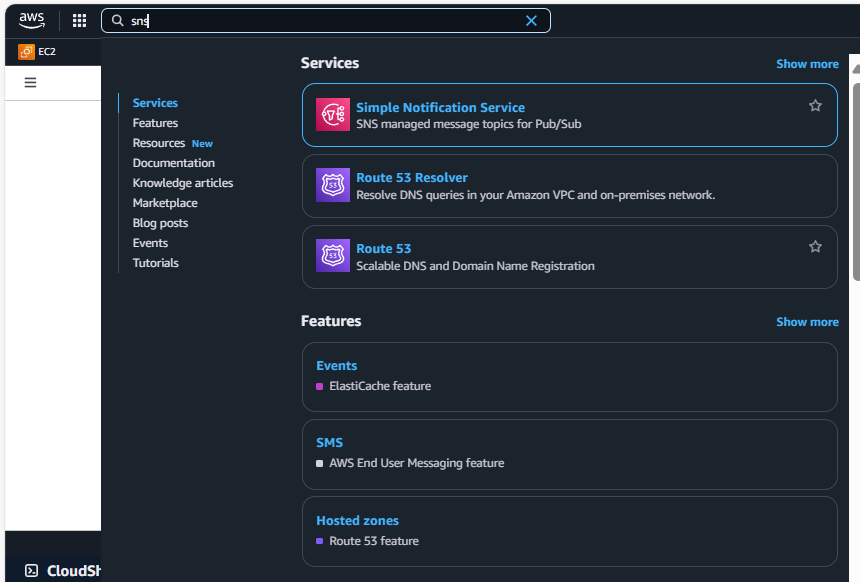 aws
sns
EC2
Services
Show more
Services
Features
Resources New
Documentation
Knowledge articles
Marketplace
Blog posts
Events
Tutorials
Simple Notification Service
SNS managed message topics for Pub/Sub
53
Route 53 Resolver
Resolve DNS queries in your Amazon VPC and on-premises network.
53
Route 53
Scalable DNS and Domain Name Registration
Features
Show more
Events
ElastiCache feature
SMS
AWS End User Messaging feature
Hosted zones
Route 53 feature
CloudSh